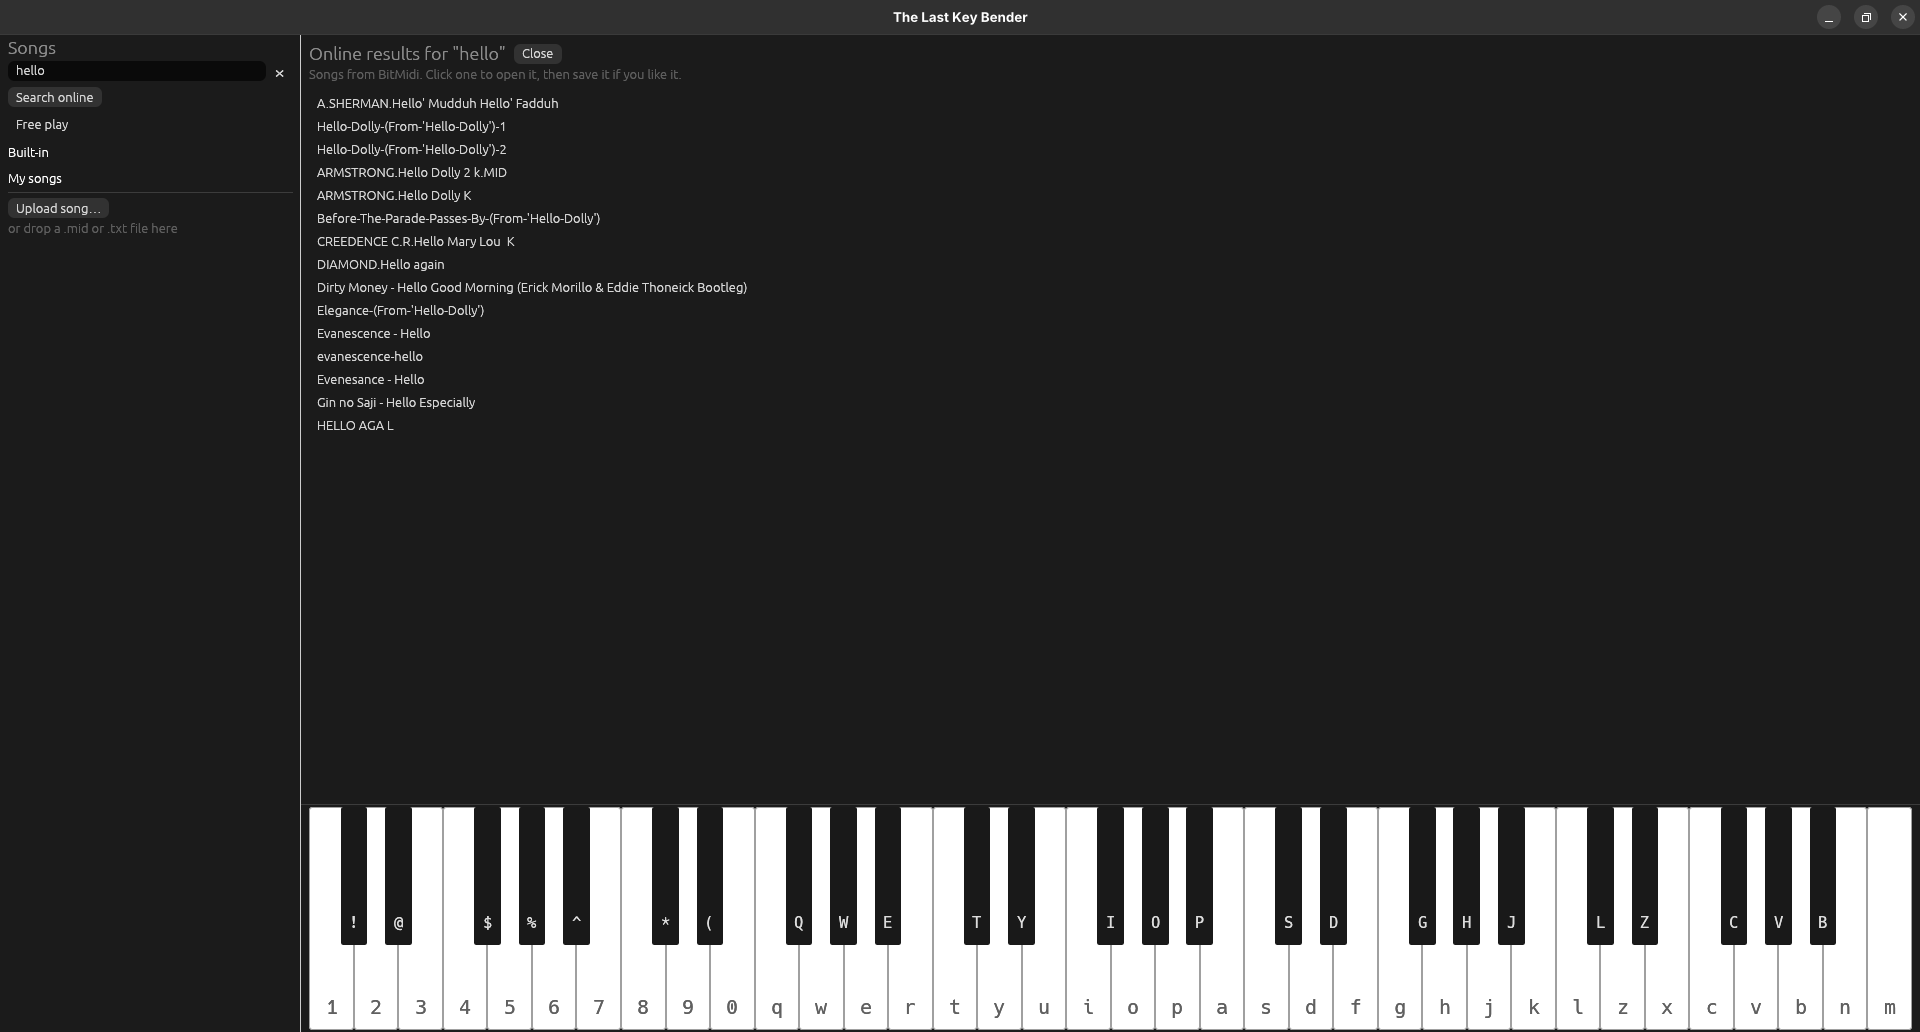 The Last Key Bender
Songs
hello
×
Search online
Free play
Built-in
My songs
Upload song...
or drop a .mid or .txt file here
Online results for "hello" Close
Songs from BitMidi. Click one to open it, then save it if you like it.
A.SHERMAN.Hello' Mudduh Hello' Fadduh
Hello-Dolly-(From-'Hello-Dolly')-1
Hello-Dolly-(From-'Hello-Dolly')-2
ARMSTRONG.Hello Dolly 2 k.MID
ARMSTRONG.Hello Dolly K
Before-The-Parade-Passes-By-(From-'Hello-Dolly')
CREEDENCE C.R.Hello Mary Lou  K
DIAMOND.Hello again
Dirty Money - Hello Good Morning (Erick Morillo & Eddie Thoneick Bootleg)
Elegance-(From-'Hello-Dolly')
Evanescence - Hello
evanescence-hello
Evenesance - Hello
Gin no Saji - Hello Especially
HELLO AGA L
! @ $ % ^ * ( Q W E T Y I O P S D G H J L Z C V B
1 2 3 4 5 6 7 8 9 0 q w e r t y u i o p a s d f g h j k l z x c v b n m